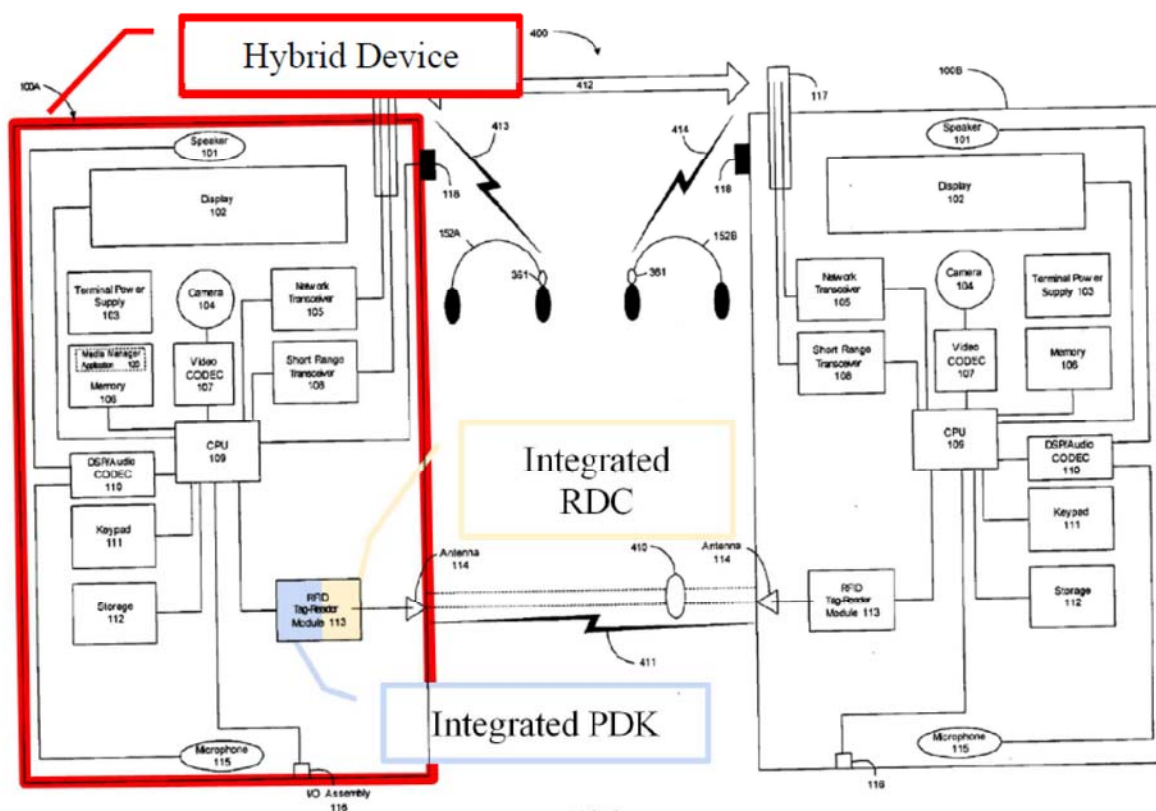 Hybrid Device
400
412
117
100B
100A
413
414
Speaker
101
118
118
Speaker
101
Display
102
Display
102
152A
152B
361
361
Terminal Power
Supply
103
Camera
104
Network
Transceiver
105
Network
Transceiver
105
Camera
104
Terminal Power
Supply 103
Media Manager
Application 120
Memory
106
Video
CODEC
107
Short Range
Transceiver
108
Short Range
Transceiver
108
Video
CODEC
107
Memory
106
CPU
109
CPU
109
DSP/Audio
CODEC
110
DSP/Audio
CODEC
110
Integrated
RDC
Keypad
111
Keypad
111
410
Antenna
114
Antenna
114
Storage
112
RFID
Tag-Reader
Module 113
RFID
Tag-Reader
Module 113
Storage
112
411
Integrated PDK
Microphone
115
Microphone
115
I/O Assembly
116
116